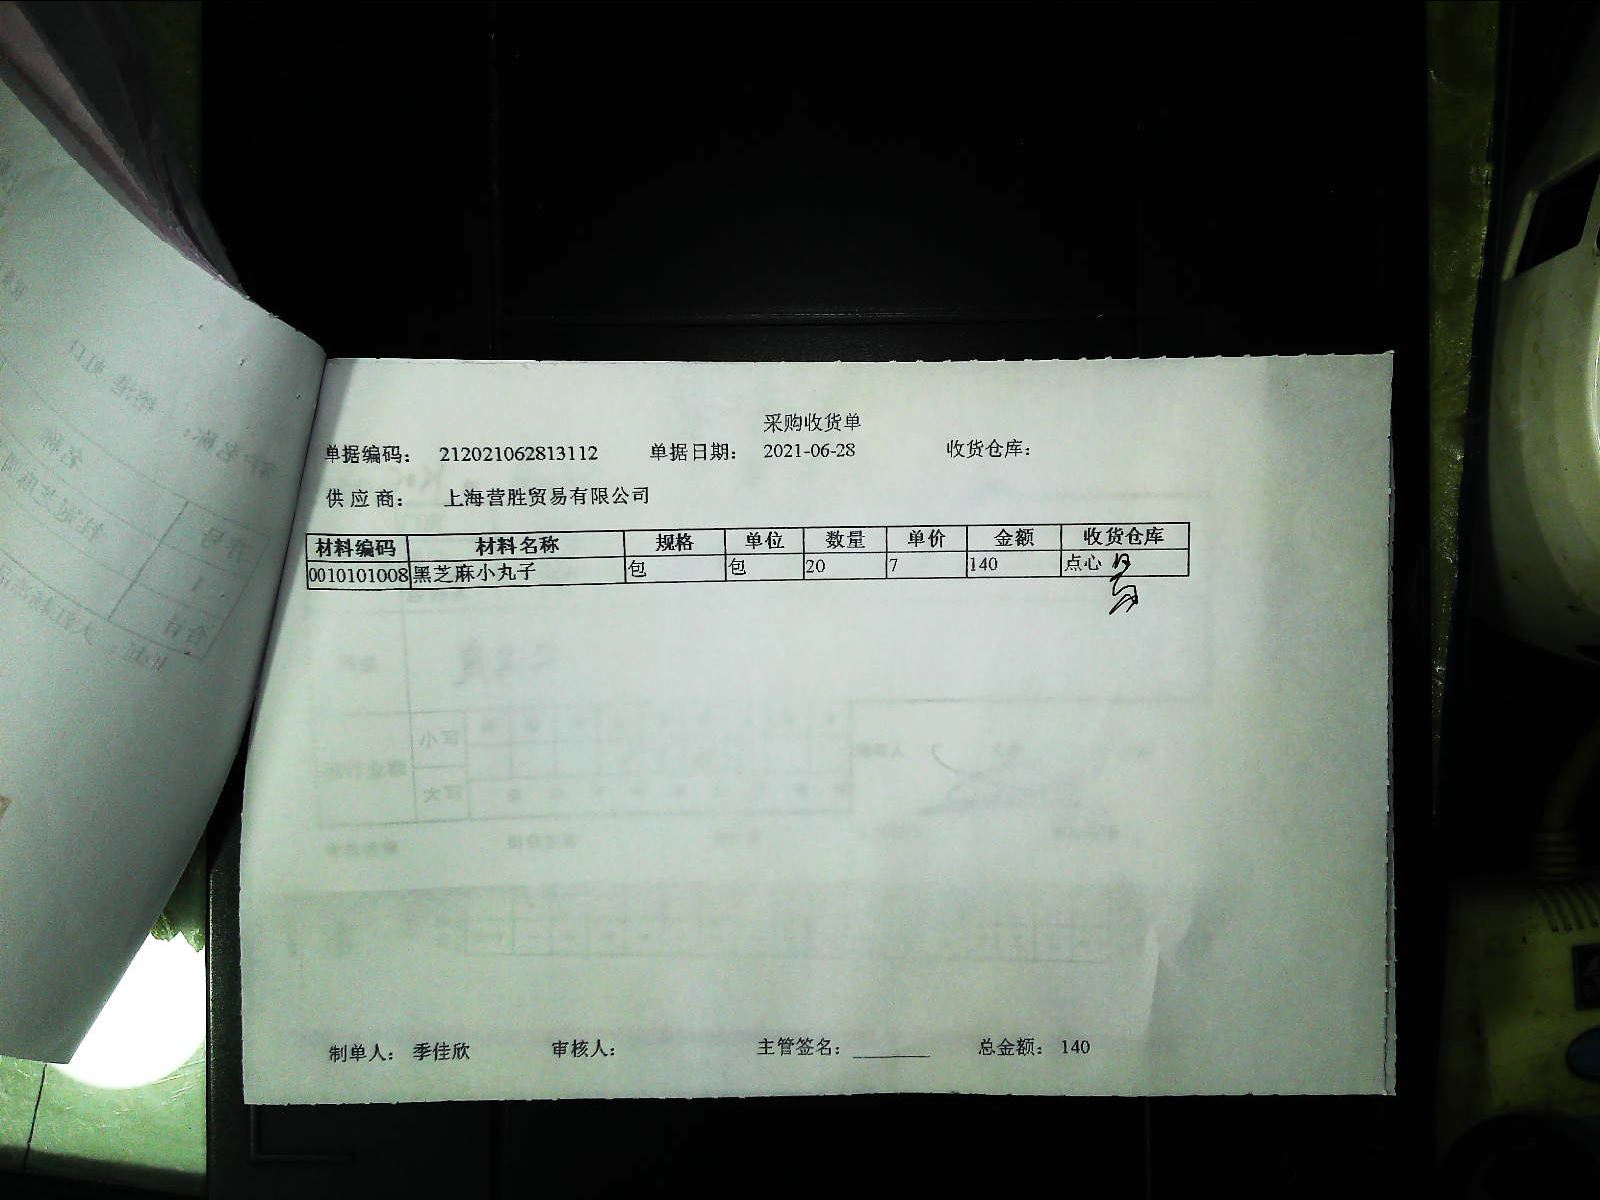 采购收货单
单据编码： 212021062813112 单据日期： 2021-06-28 收货仓库：
供 应 商： 上海营胜贸易有限公司
材料编码 材料名称 规格 单位 数量 单价 金额 收货仓库
0010101008 黑芝麻小丸子 包 包 20 7 140 点心
制单人： 季佳欣 审核人： 主管签名：________ 总金额： 140